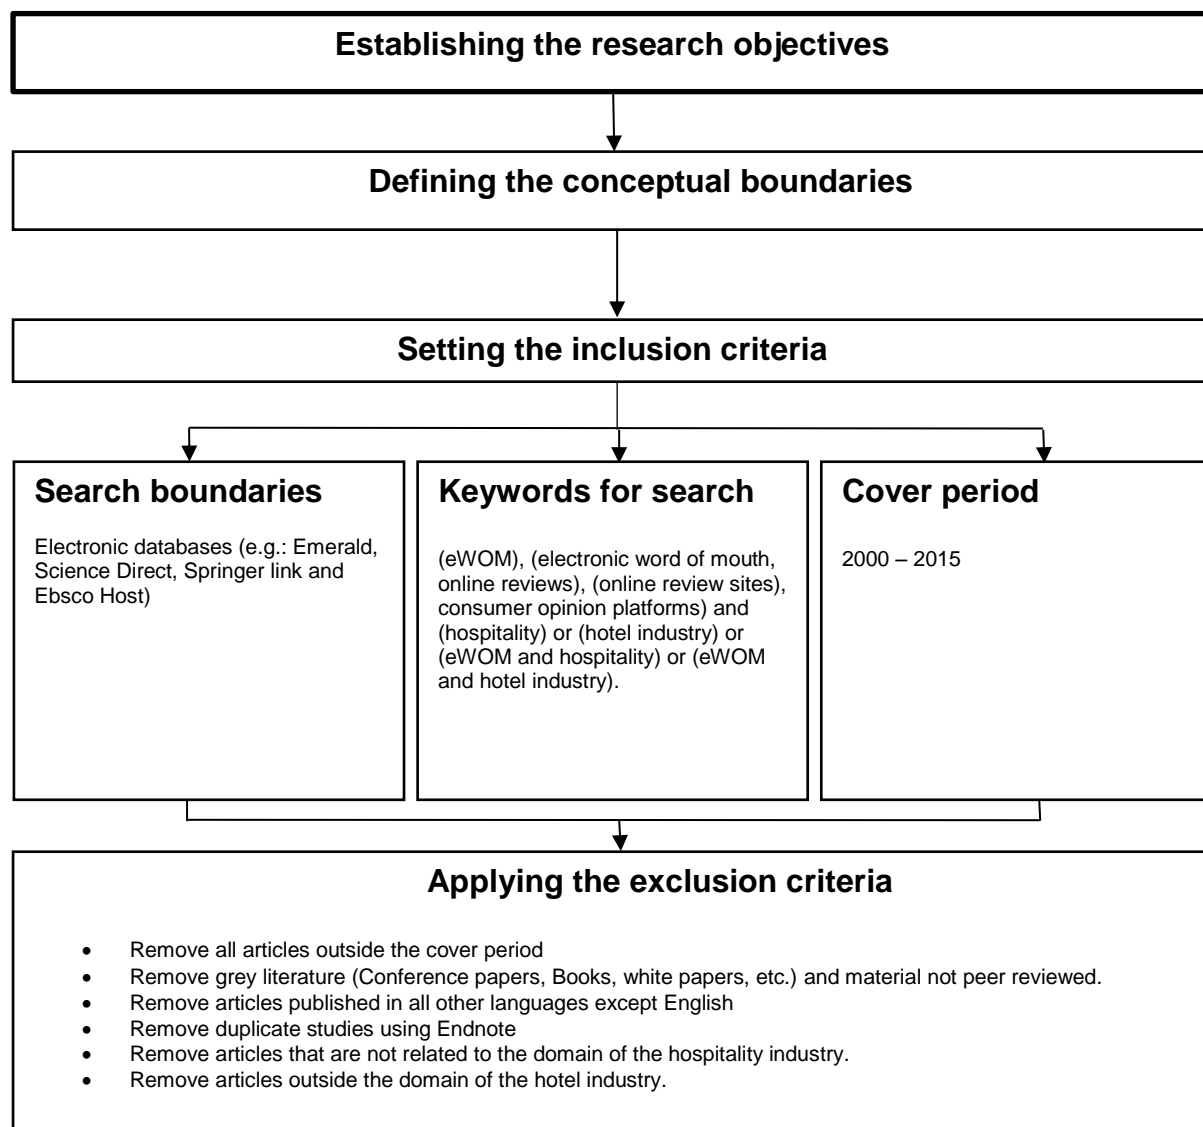 Establishing the research objectives
Defining the conceptual boundaries
Setting the inclusion criteria
Search boundaries
Electronic databases (e.g.: Emerald,
Science Direct, Springer link and
Ebsco Host)
Keywords for search
(eWOM), (electronic word of mouth,
online reviews), (online review sites),
consumer opinion platforms) and
(hospitality) or (hotel industry) or
(eWOM and hospitality) or (eWOM
and hotel industry).
Cover period
2000 – 2015
Applying the exclusion criteria
• Remove all articles outside the cover period
• Remove grey literature (Conference papers, Books, white papers, etc.) and material not peer reviewed.
• Remove articles published in all other languages except English
• Remove duplicate studies using Endnote
• Remove articles that are not related to the domain of the hospitality industry.
• Remove articles outside the domain of the hotel industry.